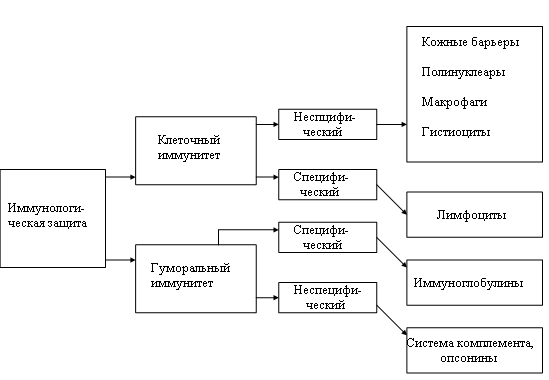 Кожные барьеры
Полинуклеары
Макрофаги
Гистиоциты
Неспцифи-
ческий
Клеточный
иммунитет
Специфи-
ческий
Иммунологи-
ческая защита
Лимфоциты
Специфи-
ческий
Гуморальный
иммунитет
Иммуноглобулины
Неспецифи-
ческий
Система комплемента,
опсонины